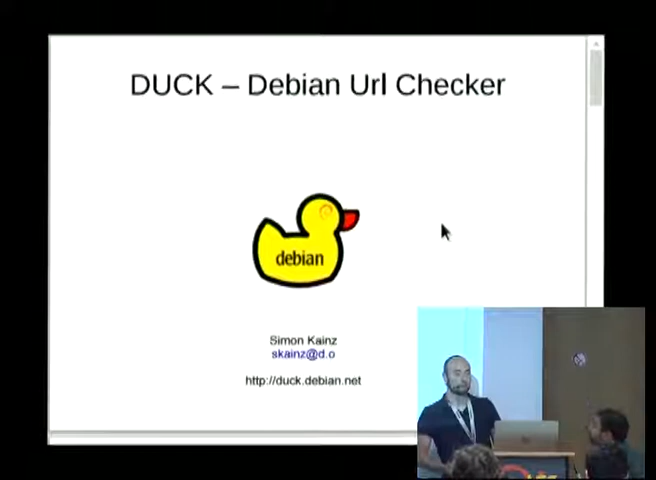 DUCK – Debian Url Checker
debian
Simon Kainz
skainz@d.o
http://duck.debian.net